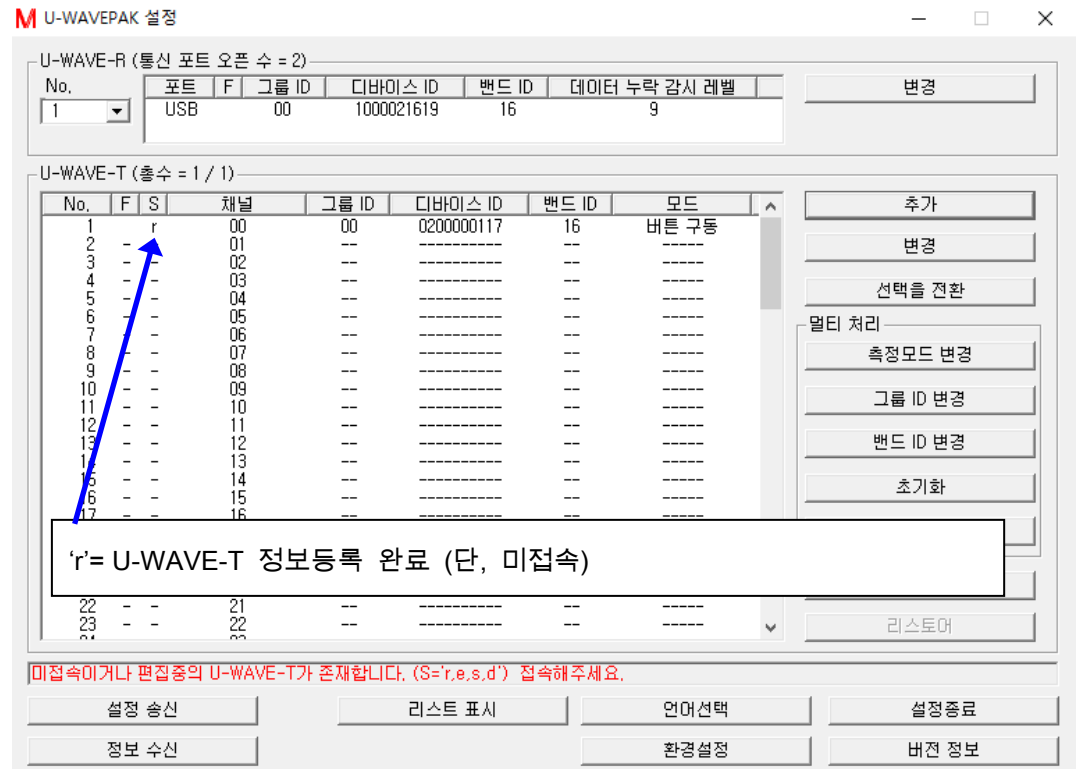 U-WAVEPAK 설정
U-WAVE-R (통신 포트 오픈 수 = 2)
No. 포트 F 그룹 ID 디바이스 ID 밴드 ID 데이터 누락 감시 레벨 변경
1 USB 00 1000021619 16 9
U-WAVE-T (총수 = 1 / 1)
No. F S 채널 그룹 ID 디바이스 ID 밴드 ID 모드 추가
1 r 00 00 0200000117 16 버튼 구동
2 - - 01 -- ---------- -- ----- 변경
3 - - 02 -- ---------- -- -----
4 - - 03 -- ---------- -- -----
5 - - 04 -- ---------- -- ----- 선택을 전환
6 - - 05 -- ---------- -- -----
멀티 처리
7 - - 06 -- ---------- -- -----
8 - - 07 -- ---------- -- ----- 측정모드 변경
9 - - 08 -- ---------- -- -----
10 - - 09 -- ---------- -- ----- 그룹 ID 변경
11 - - 10 -- ---------- -- -----
12 - - 11 -- ---------- -- -----
13 - - 12 -- ---------- -- ----- 밴드 ID 변경
14 - - 13 -- ---------- -- -----
15 - - 14 -- ---------- -- ----- 초기화
16 - - 15 -- ---------- -- -----
17 - - 16 -- ---------- -- -----
‘r’= U-WAVE-T 정보등록 완료 (단, 미접속)
22 - - 21 -- ---------- -- -----
23 - - 22 -- ---------- -- ----- 리스토어
미접속이거나 편집중의 U-WAVE-T가 존재합니다. (S='r,e,s,d') 접속해주세요.
설정 송신 리스트 표시 언어선택 설정종료
정보 수신 환경설정 버전 정보